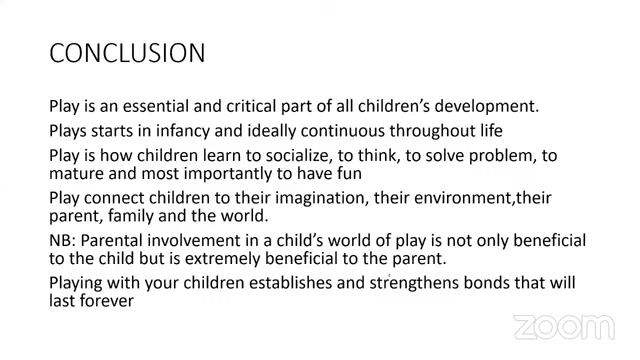 CONCLUSION
Play is an essential and critical part of all children's development.
Plays starts in infancy and ideally continuous throughout life
Play is how children learn to socialize, to think, to solve problem, to
mature and most importantly to have fun
Play connect children to their imagination, their environment,their
parent, family and the world.
NB: Parental involvement in a child's world of play is not only beneficial
to the child but is extremely beneficial to the parent.
Playing with your children establishes and strengthens bonds that will
last forever
zoom